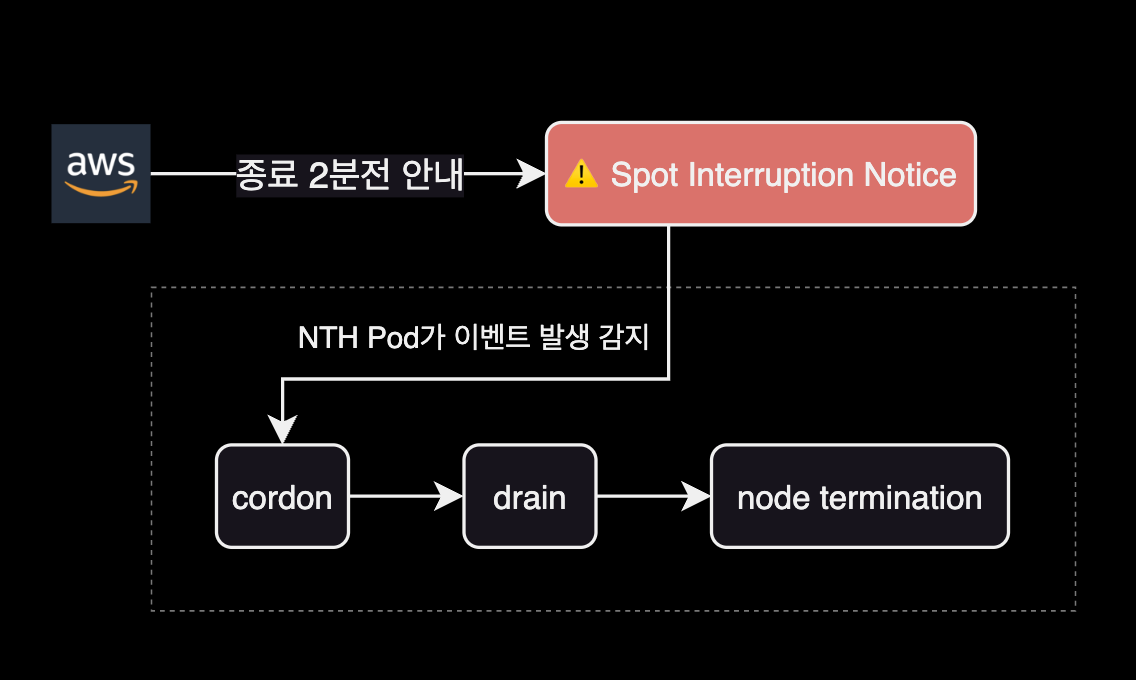 aws
종료 2분전 안내
⚠️ Spot Interruption Notice
NTH Pod가 이벤트 발생 감지
cordon
drain
node termination